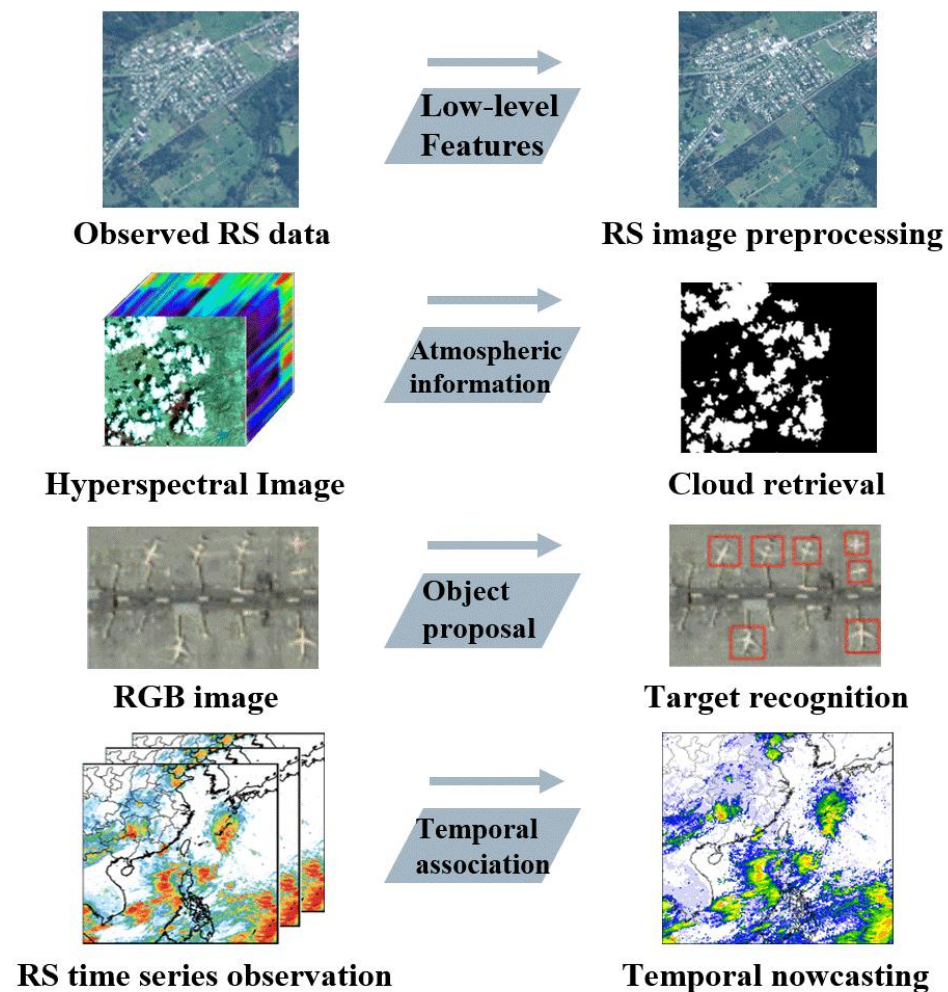 Low-level
Features
Observed RS data
RS image preprocessing
Atmospheric
information
Hyperspectral Image
Cloud retrieval
Object
proposal
RGB image
Target recognition
Temporal
association
RS time series observation
Temporal nowcasting